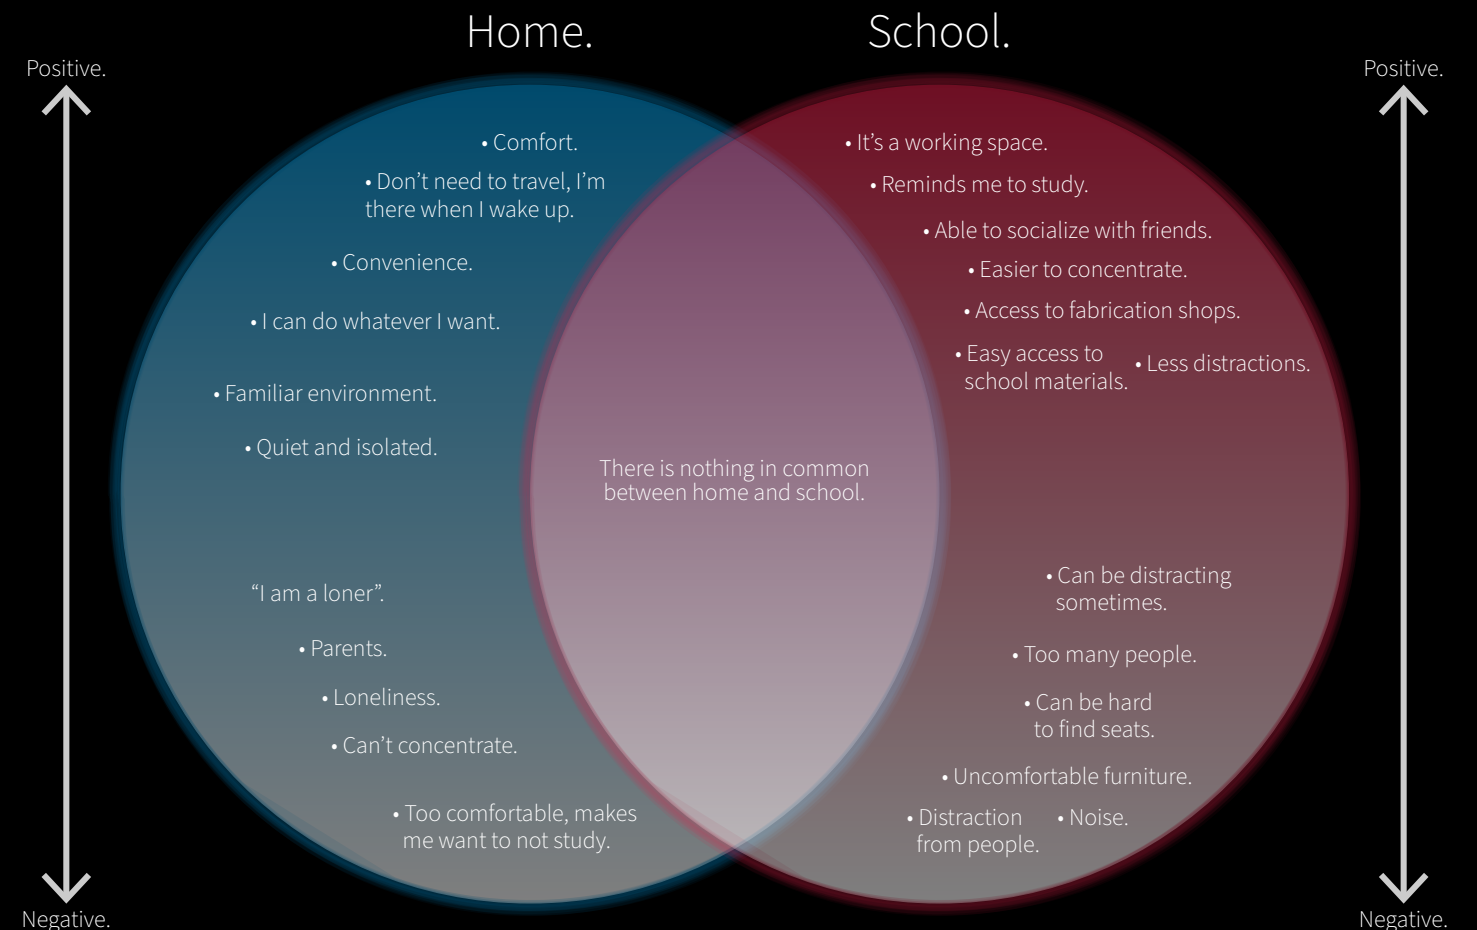 Home.
School.
Positive.
Positive.
• Comfort.
• Don’t need to travel, I’m
there when I wake up.
• Convenience.
• I can do whatever I want.
• Familiar environment.
• Quiet and isolated.
“I am a loner”.
• Parents.
• Loneliness.
• Can’t concentrate.
• Too comfortable, makes
me want to not study.
There is nothing in common
between home and school.
• It’s a working space.
• Reminds me to study.
• Able to socialize with friends.
• Easier to concentrate.
• Access to fabrication shops.
• Easy access to
school materials.
• Less distractions.
• Can be distracting
sometimes.
• Too many people.
• Can be hard
to find seats.
• Uncomfortable furniture.
• Distraction
from people.
• Noise.
Negative.
Negative.